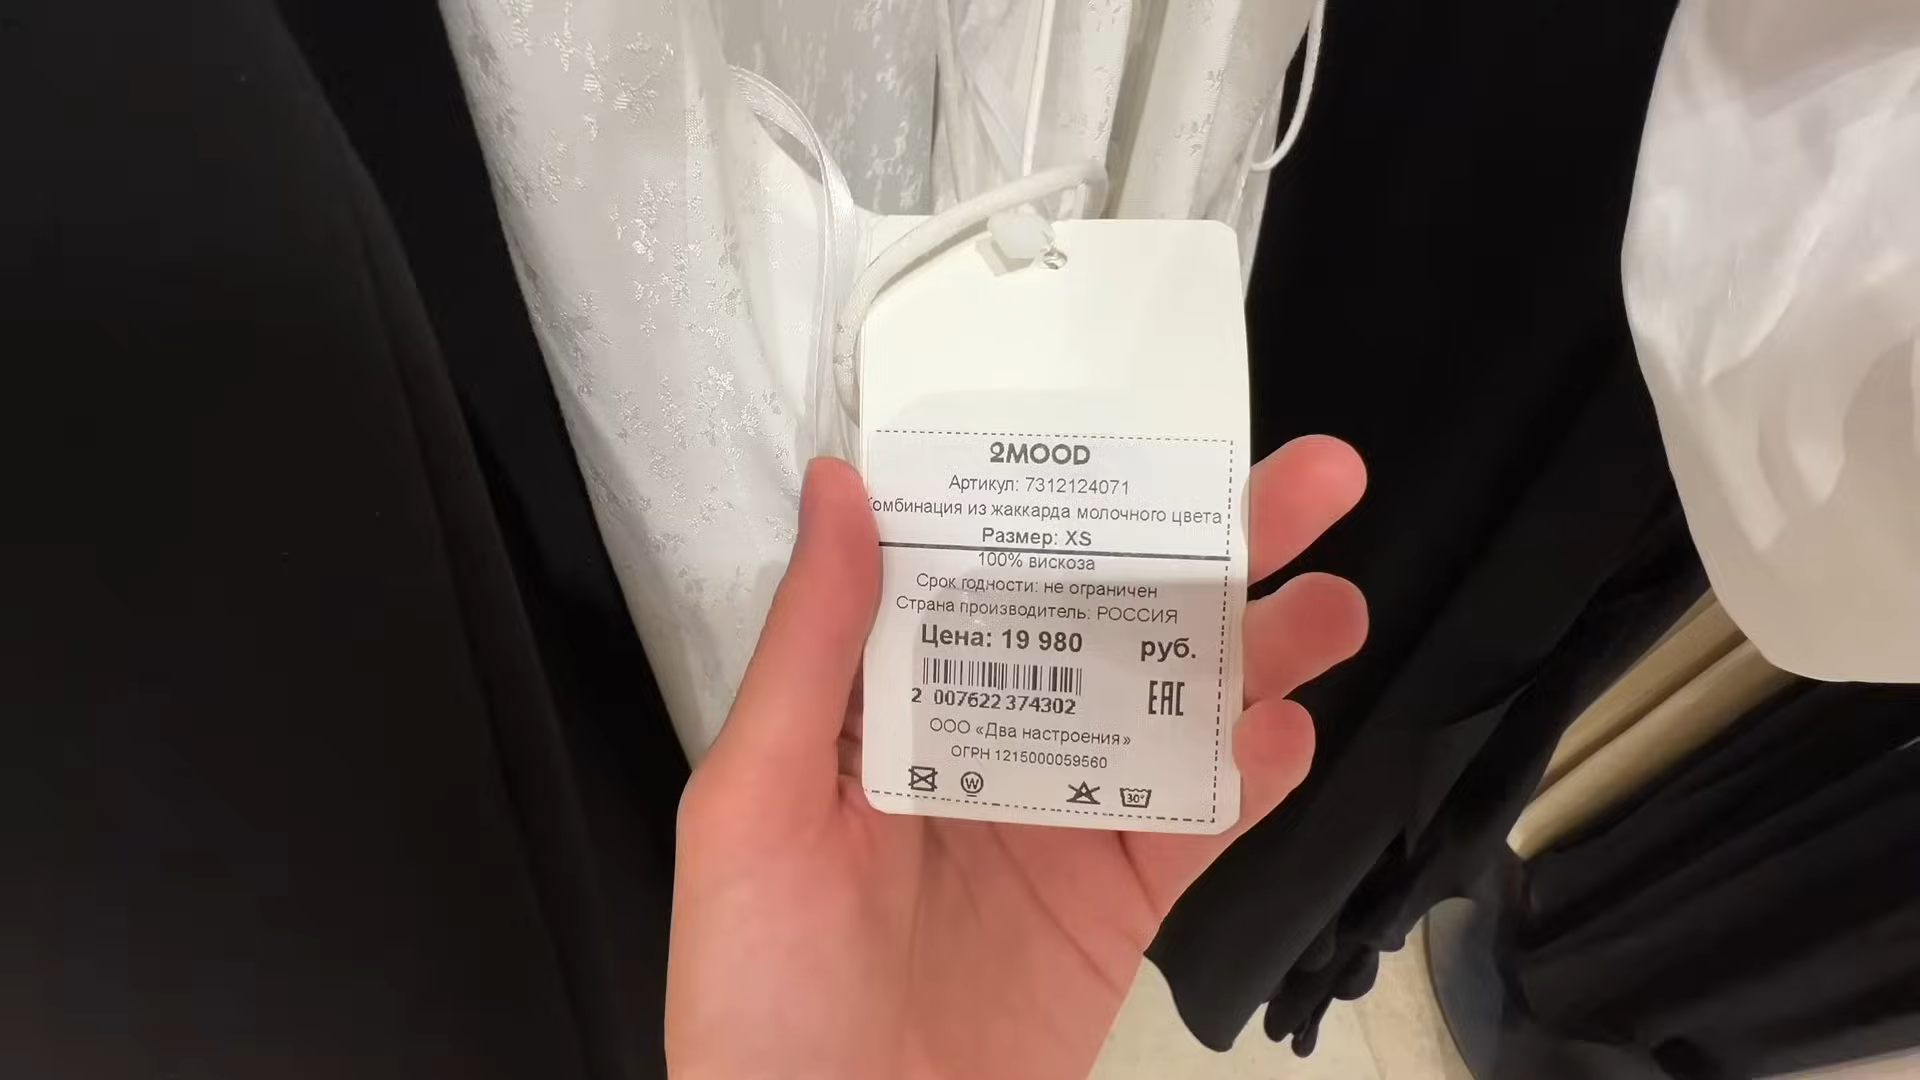 2MOOD
Артикул: 7312124071
Комбинация из жаккарда молочного цвета
Размер: XS
100% вискоза
Срок годности: не ограничен
Страна производитель: РОССИЯ
Цена: 19 980 руб.
2 007622 374302
EAC
ООО «Два настроения»
ОГРН 1215000059560
W
30°